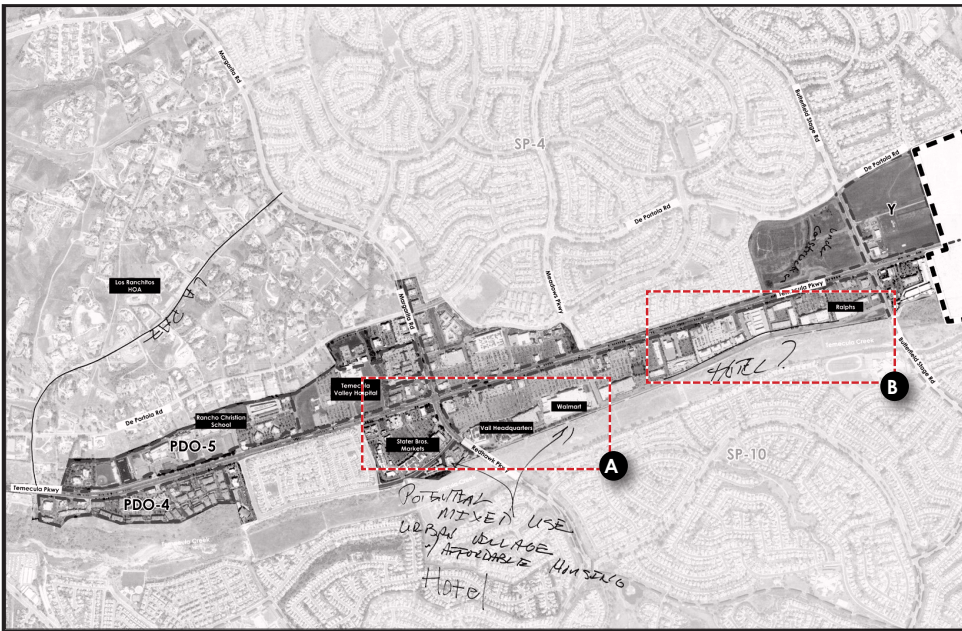 Margarita Rd
SP-4
Butterfield Stage Rd
De Portola Rd
Y
De Portola Rd
Under
Los Ranchitos
HOA
Meadows Pkwy
Temecula Pkwy
Ralphs
Margarita Rd
HOTEL?
Butterfield Stage Rd
B
Temecula
Valley Hospital
De Portola Rd
Rancho Christian
School
Walmart
PDO-5
Vail Headquarters
Stater Bros.
Markets
Redhawk Pkwy
A
SP-10
Temecula Pkwy
PDO-4
POTENTIAL
MIXED USE
URBAN VILLAGE
w/ AFFORDABLE HOUSING
Hotel